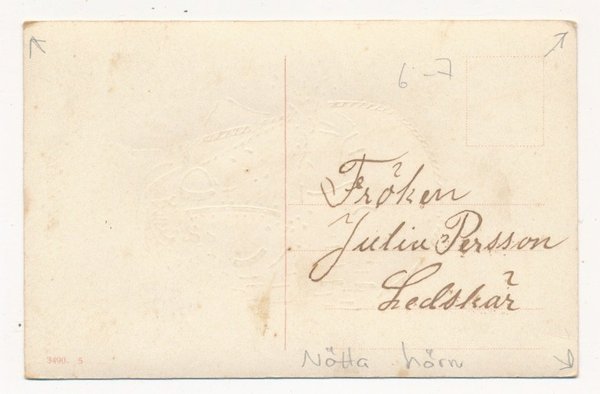 6-7
Fröken
Julia Persson
Ledskär
Nötta hörn
3490. 5